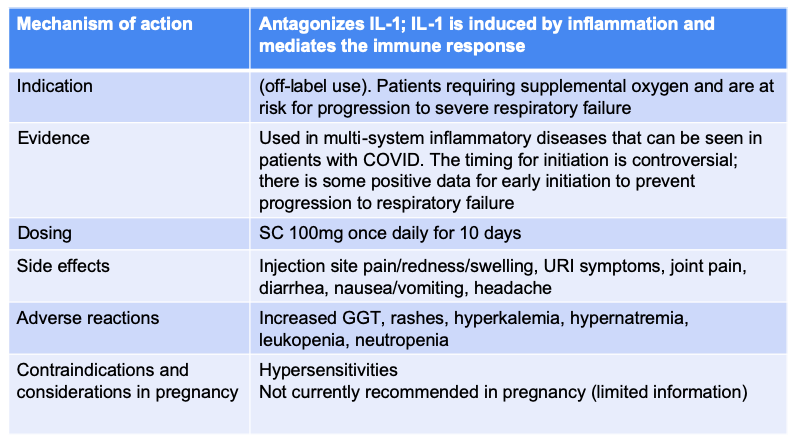 Mechanism of action
Antagonizes IL-1; IL-1 is induced by inflammation and
mediates the immune response
Indication
(off-label use). Patients requiring supplemental oxygen and are at
risk for progression to severe respiratory failure
Evidence
Used in multi-system inflammatory diseases that can be seen in
patients with COVID. The timing for initiation is controversial;
there is some positive data for early initiation to prevent
progression to respiratory failure
Dosing
SC 100mg once daily for 10 days
Side effects
Injection site pain/redness/swelling, URI symptoms, joint pain,
diarrhea, nausea/vomiting, headache
Adverse reactions
Increased GGT, rashes, hyperkalemia, hypernatremia,
leukopenia, neutropenia
Contraindications and
considerations in pregnancy
Hypersensitivities
Not currently recommended in pregnancy (limited information)